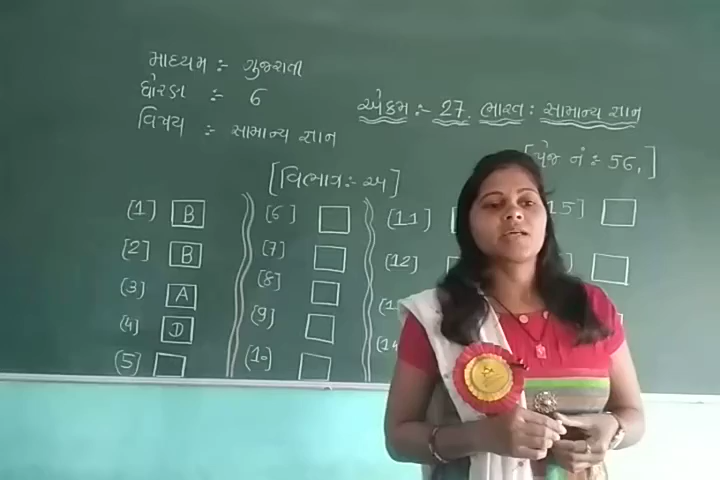 માધ્યમ :- ગુજરાતી
ધોરણ :- 6
વિષય :- સામાન્ય જ્ઞાન
એકમ :- 27. ભારત : સામાન્ય જ્ઞાન
[પેજ નં :- 56.]
[વિભાગ :- અ]
(1) B
(2) B
(3) A
(4) D
(5)
[6]
[7]
[8]
[9]
[10]
[11]
[12]
15]